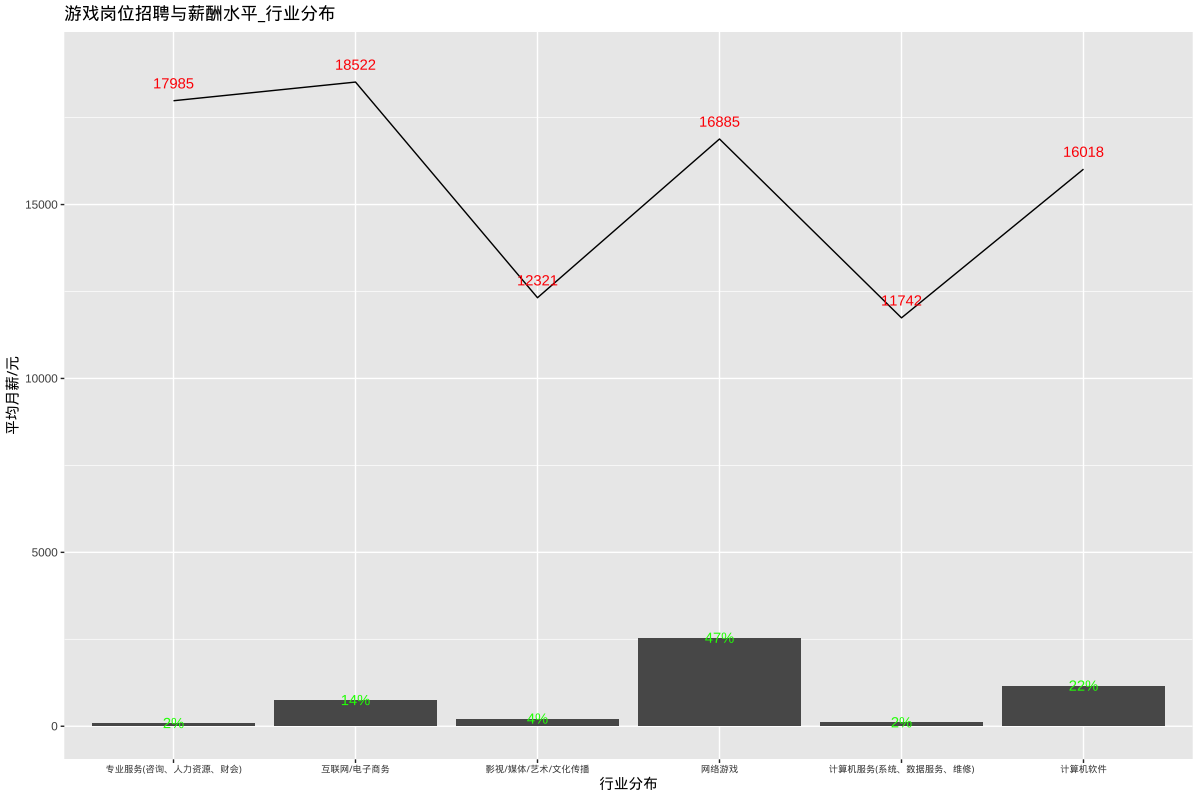 游戏岗位招聘与薪酬水平_行业分布
18522
17985
16885
16018
15000
12321
11742
平均月薪/元
10000
5000
47%
22%
14%
4%
2%
2%
0
专业服务(咨询、人力资源、财会)
互联网/电子商务
影视/媒体/艺术/文化传播
网络游戏
计算机服务(系统、数据服务、维修)
计算机软件
行业分布